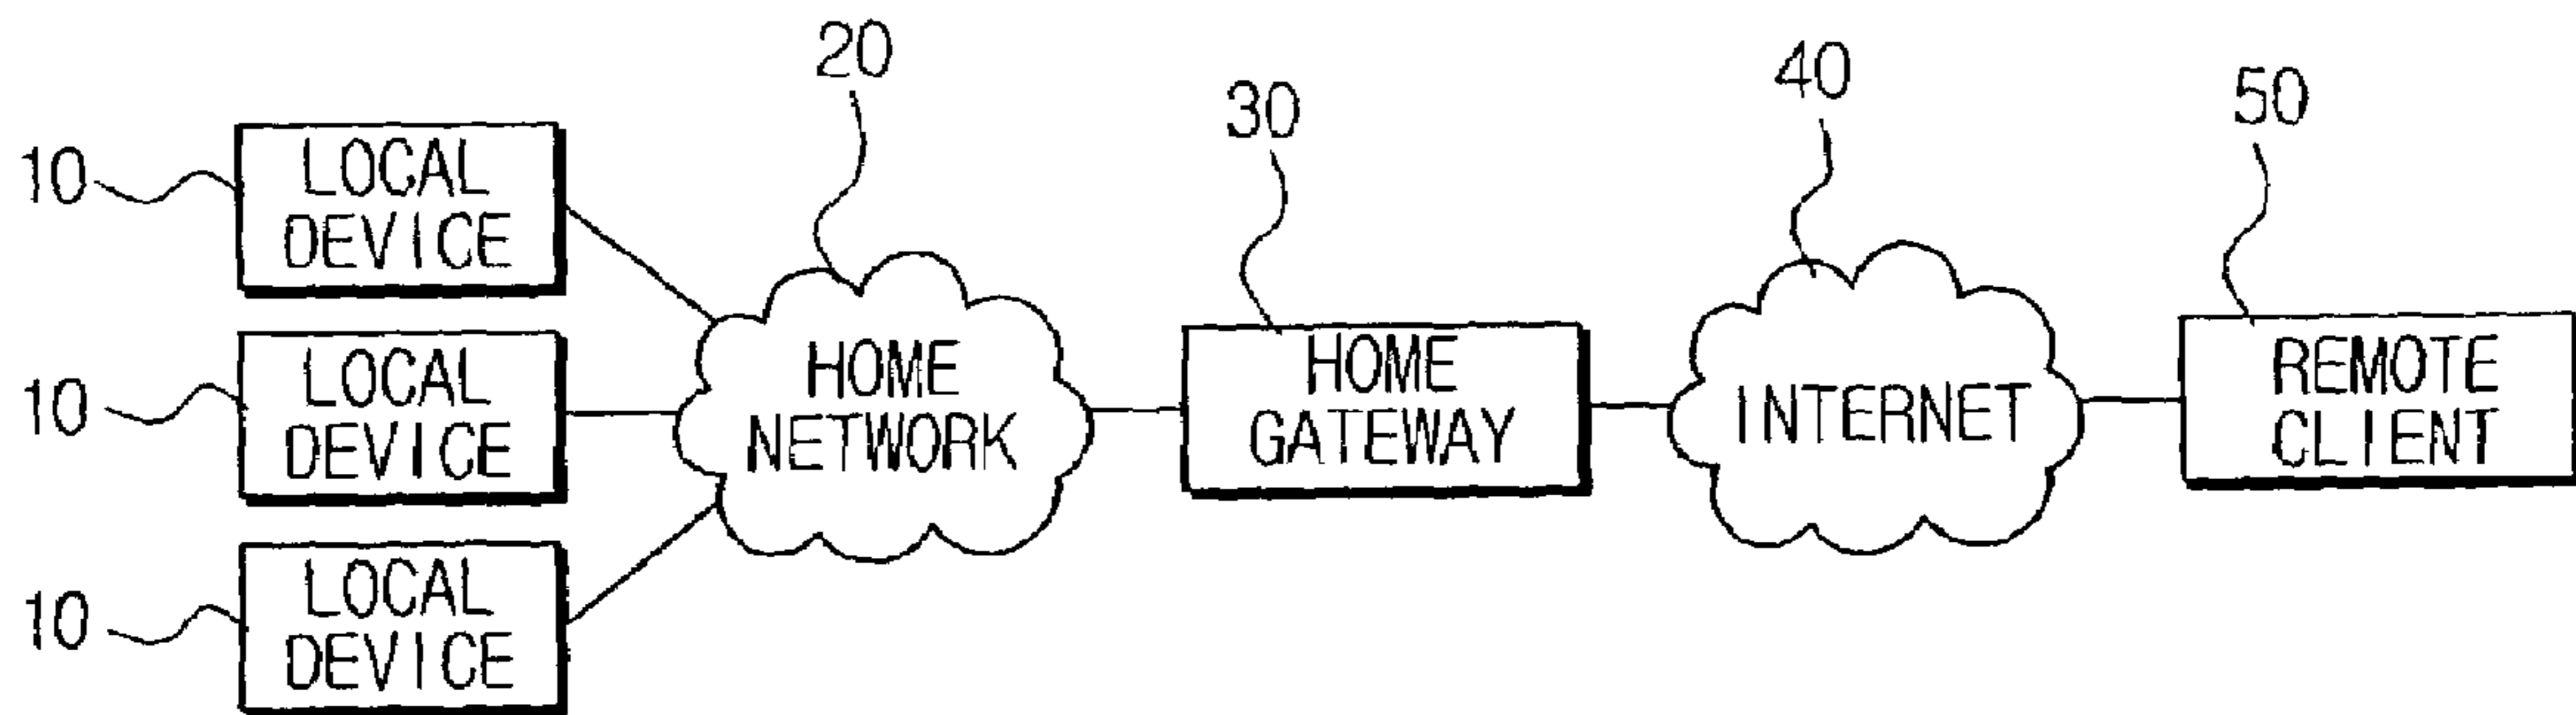 20
40
30
50
10
LOCAL
DEVICE
10
LOCAL
DEVICE
10
LOCAL
DEVICE
HOME
NETWORK
HOME
GATEWAY
INTERNET
REMOTE
CLIENT